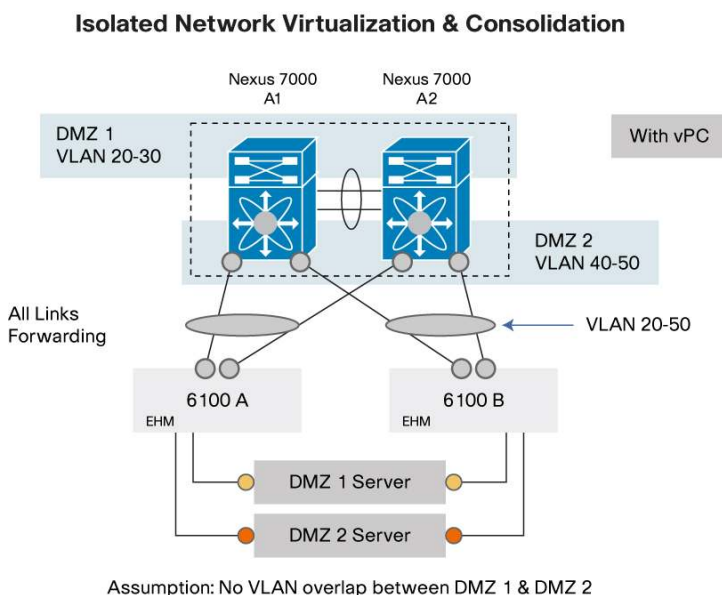 Isolated Network Virtualization & Consolidation
Nexus 7000
A1
Nexus 7000
A2
DMZ 1
VLAN 20-30
With vPC
DMZ 2
VLAN 40-50
All Links
Forwarding
VLAN 20-50
6100 A
EHM
6100 B
EHM
DMZ 1 Server
DMZ 2 Server
Assumption: No VLAN overlap between DMZ 1 & DMZ 2